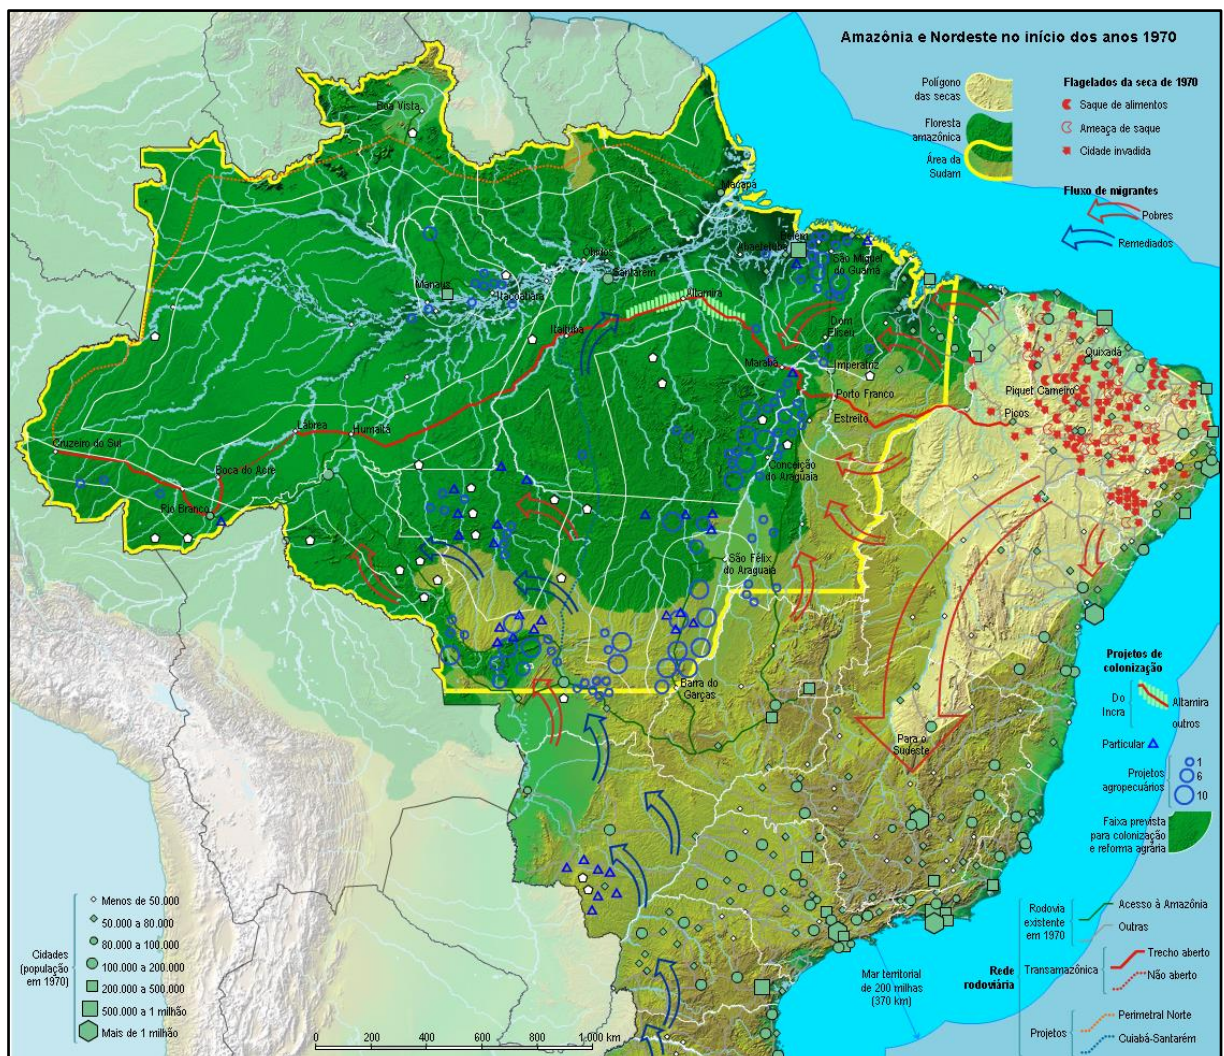 Amazônia e Nordeste no início dos anos 1970
Polígono
das secas
Floresta
amazônica
Área da
Sudam
Flagelados da seca de 1970
Saque de alimentos
Ameaça de saque
Cidade invadida
Fluxo de migrantes
Pobres
Remediados
Boa Vista
Macapá
Belém
Abaetetuba
São Miguel
do Guamá
Óbidos
Santarém
Manaus
Itacoatiara
Altamira
Itaituba
Dom
Eliseu
Marabá
Imperatriz
Quixadá
Piquet Carneiro
Porto Franco
Estreito
Picos
Lábrea
Humaitá
Cruzeiro do Sul
Boca do Acre
Conceição
do Araguaia
Rio Branco
São Félix
do Araguaia
Barra do
Garças
Para o
Sudeste
Projetos de
colonização
Do
Incra
Altamira
outros
Particular
Projetos
agropecuários
1
6
10
Faixa prevista
para colonização
e reforma agrária
Cidades
(população
em 1970)
Menos de 50.000
50.000 a 80.000
80.000 a 100.000
100.000 a 200.000
200.000 a 500.000
500.000 a 1 milhão
Mais de 1 milhão
0 200 400 600 800 1.000 km
Mar territorial
de 200 milhas
(370 km)
Rede
rodoviária
Rodovia
existente
em 1970
Acesso à Amazônia
Outras
Transamazônica
Trecho aberto
Não aberto
Projetos
Perimetral Norte
Cuiabá-Santarém